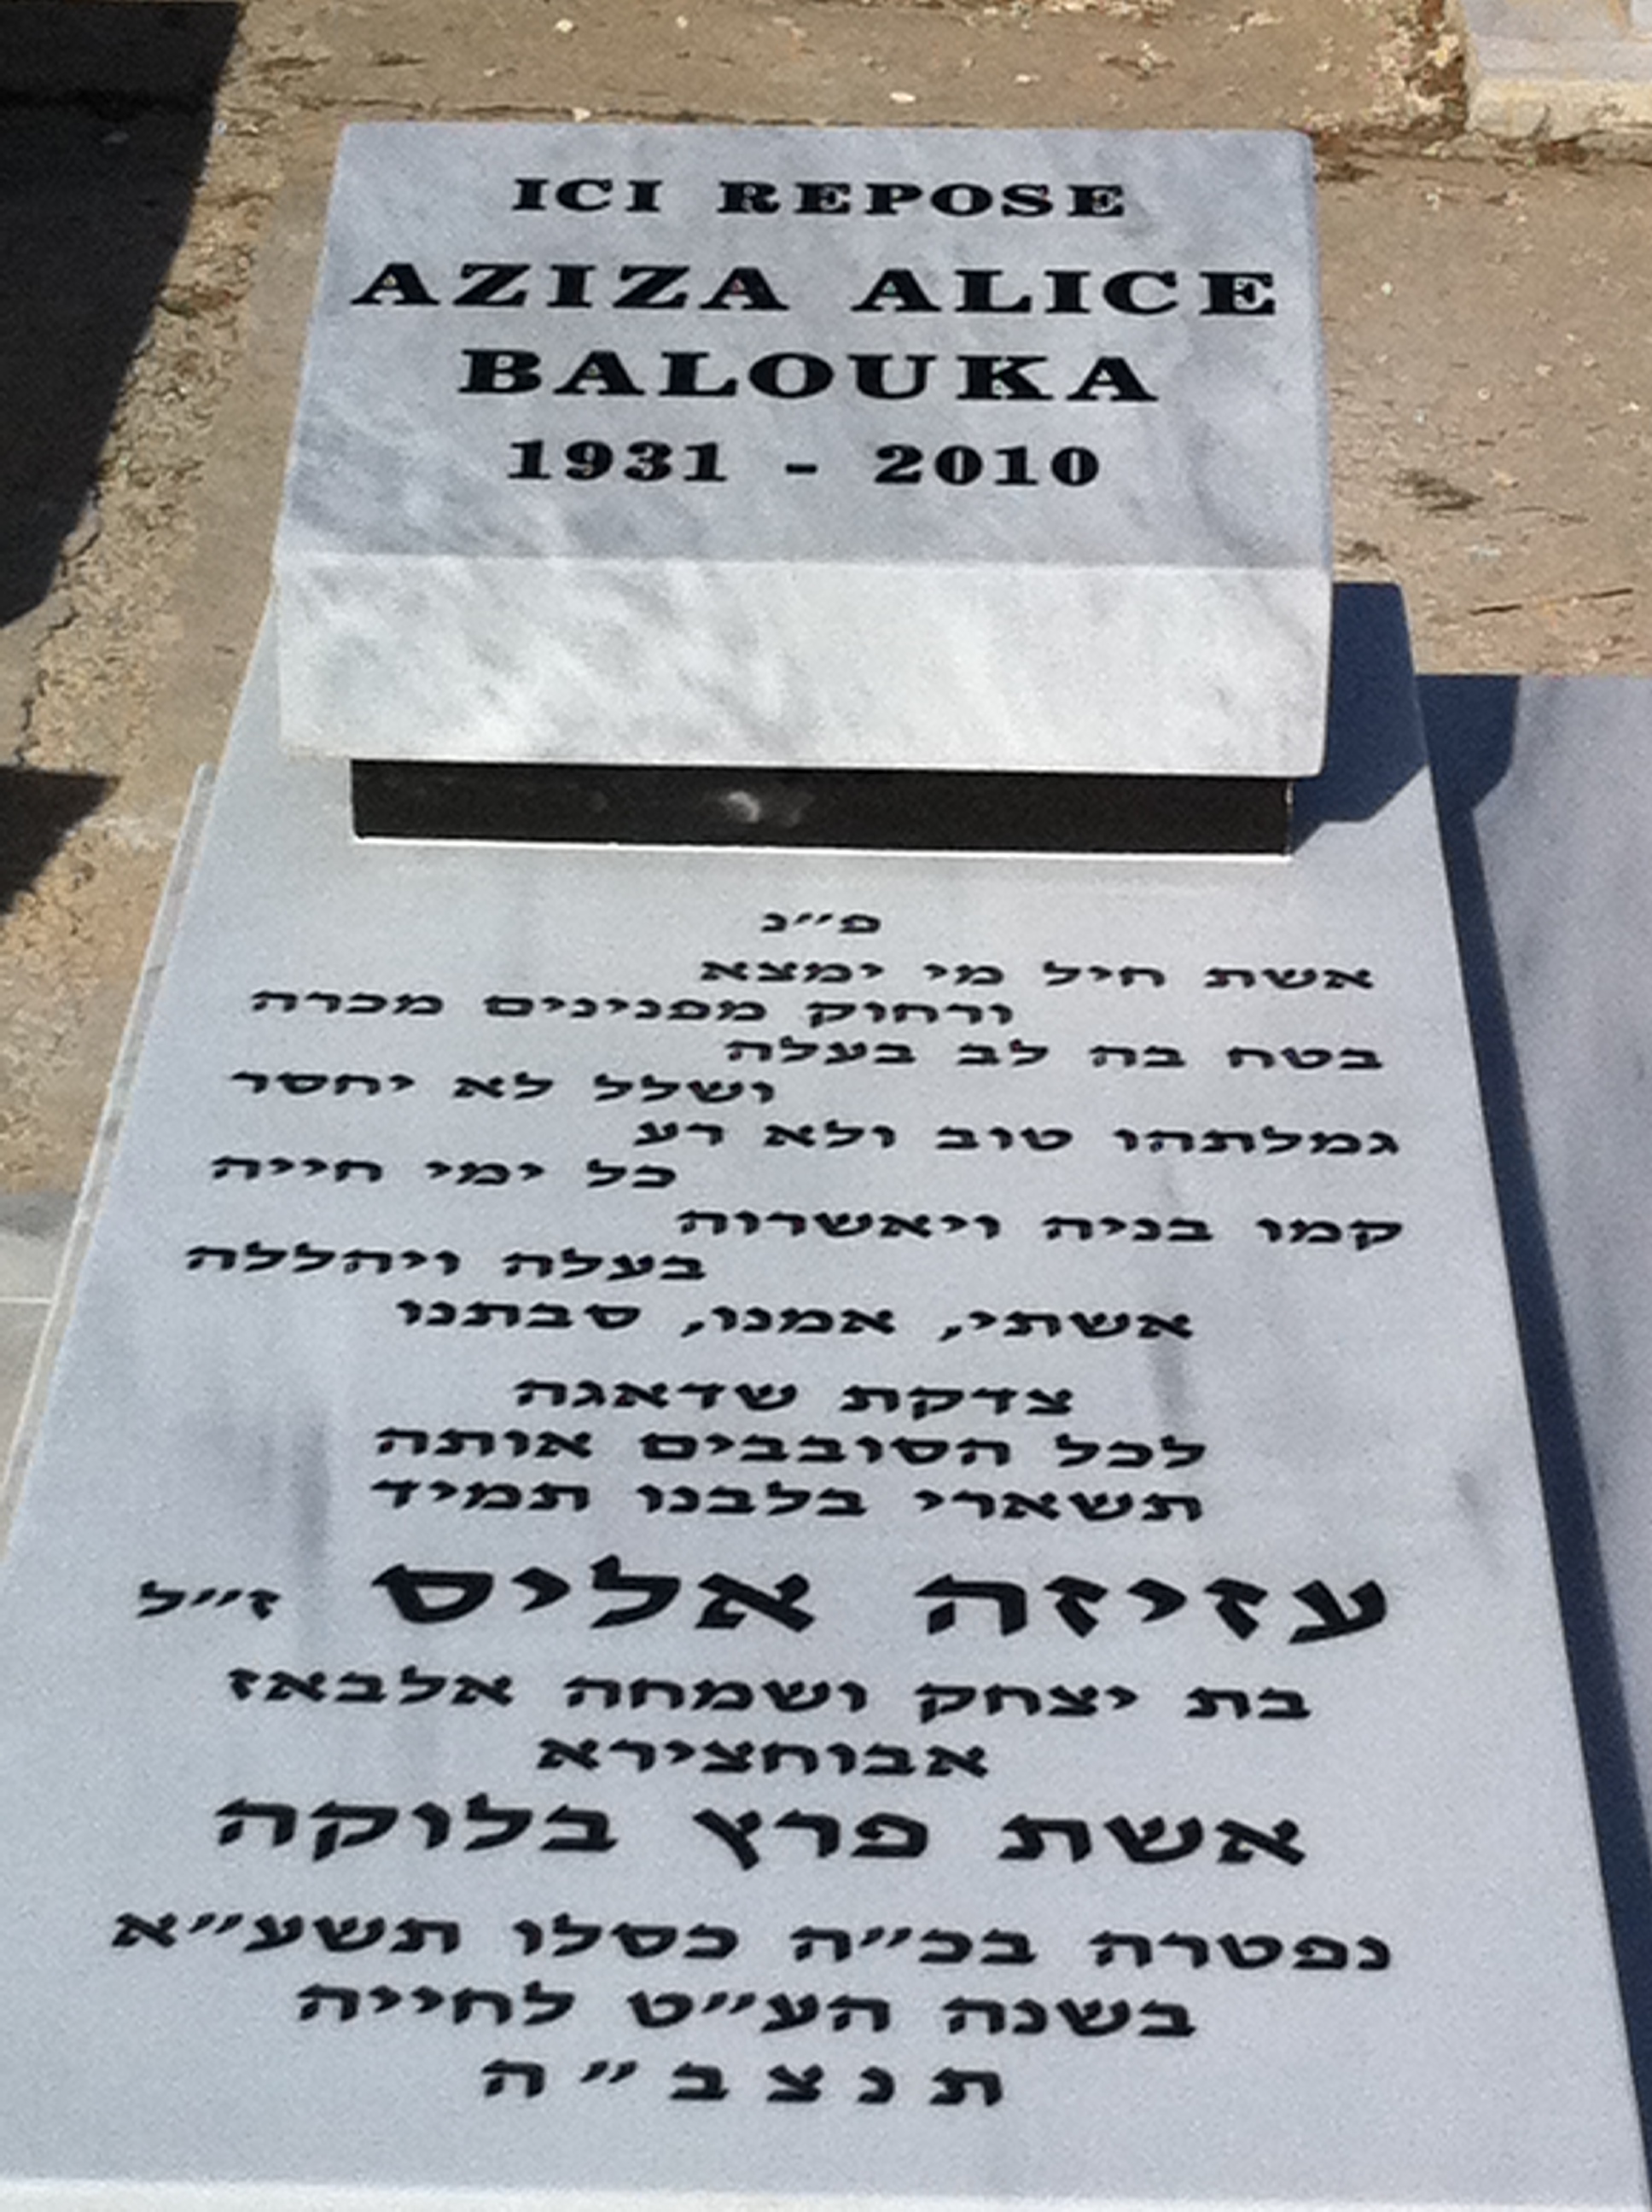 ICI REPOSE
AZIZA ALICE
BALOUKA
1931 - 2010
פ״נ
אשת חיל מי ימצא
ורחוק מפנינים מכרה
בטח בה לב בעלה
ושלל לא יחסר
גמלתהו טוב ולא רע
כל ימי חייה
קמו בניה ויאשרוה
בעלה ויהללה
אשתי, אמנו, סבתנו
צדקת שדאגה
לכל הסובבים אותה
תשארי בלבנו תמיד
עזיזה אליס ז״ל
בת יצחק ושמחה אלבאז
אבוחצירא
אשת פרץ בלוקה
נפטרה בכ״ה כסלו תשע״א
בשנה הע״ט לחייה
ת נ צ ב ״ ה